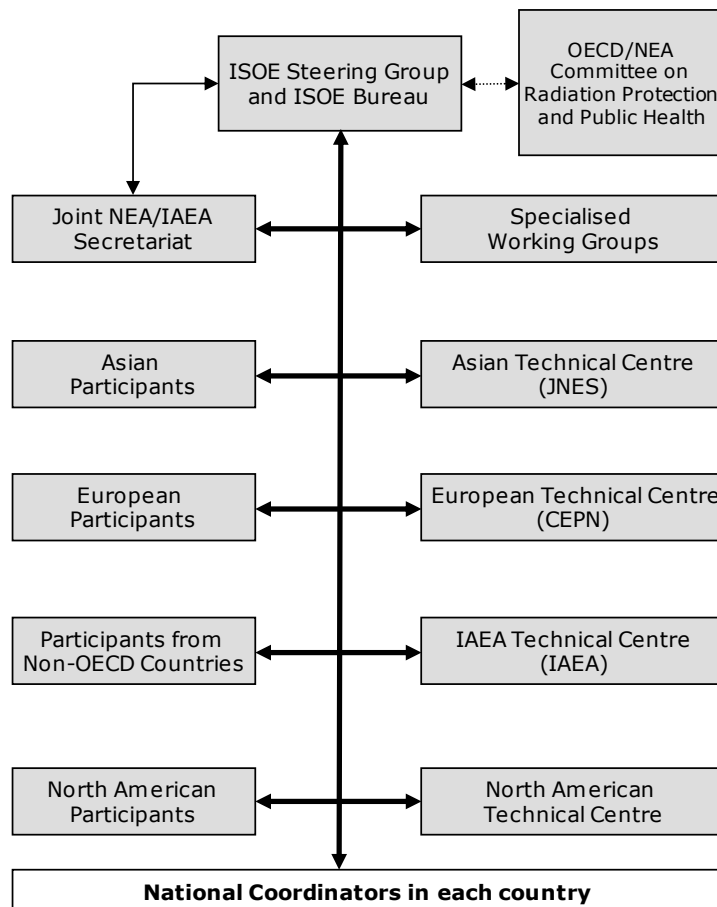 ISOE Steering Group
and ISOE Bureau
OECD/NEA
Committee on
Radiation Protection
and Public Health
Joint NEA/IAEA
Secretariat
Specialised
Working Groups
Asian
Participants
Asian Technical Centre
(JNES)
European
Participants
European Technical Centre
(CEPN)
Participants from
Non-OECD Countries
IAEA Technical Centre
(IAEA)
North American
Participants
North American
Technical Centre
National Coordinators in each country